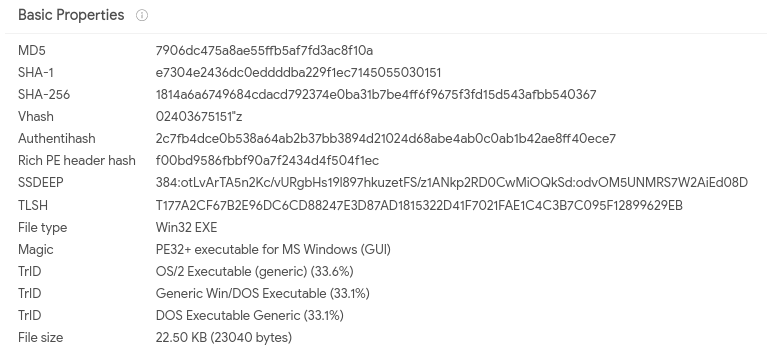 Basic Properties
MD5 7906dc475a8ae55ffb5af7fd3ac8f10a
SHA-1 e7304e2436dc0eddddba229f1ec7145055030151
SHA-256 1814a6a6749684cdacd792374e0ba31b7be4ff6f9675f3fd15d543afbb540367
Vhash 02403675151"z
Authentihash 2c7fb4dce0b538a64ab2b37bb3894d21024d68abe4ab0c0ab1b42ae8ff40ece7
Rich PE header hash f00bd9586fbbf90a7f2434d4f504f1ec
SSDEEP 384:otLvArTA5n2Kc/vURgbHs19l897hkuzetFS/z1ANkp2RD0CwMiOQkSd:odvOM5UNMRS7W2AiEd08D
TLSH T177A2CF67B2E96DC6CD88247E3D87AD1815322D41F7021FAE1C4C3B7C095F12899629EB
File type Win32 EXE
Magic PE32+ executable for MS Windows (GUI)
TrID OS/2 Executable (generic) (33.6%)
TrID Generic Win/DOS Executable (33.1%)
TrID DOS Executable Generic (33.1%)
File size 22.50 KB (23040 bytes)